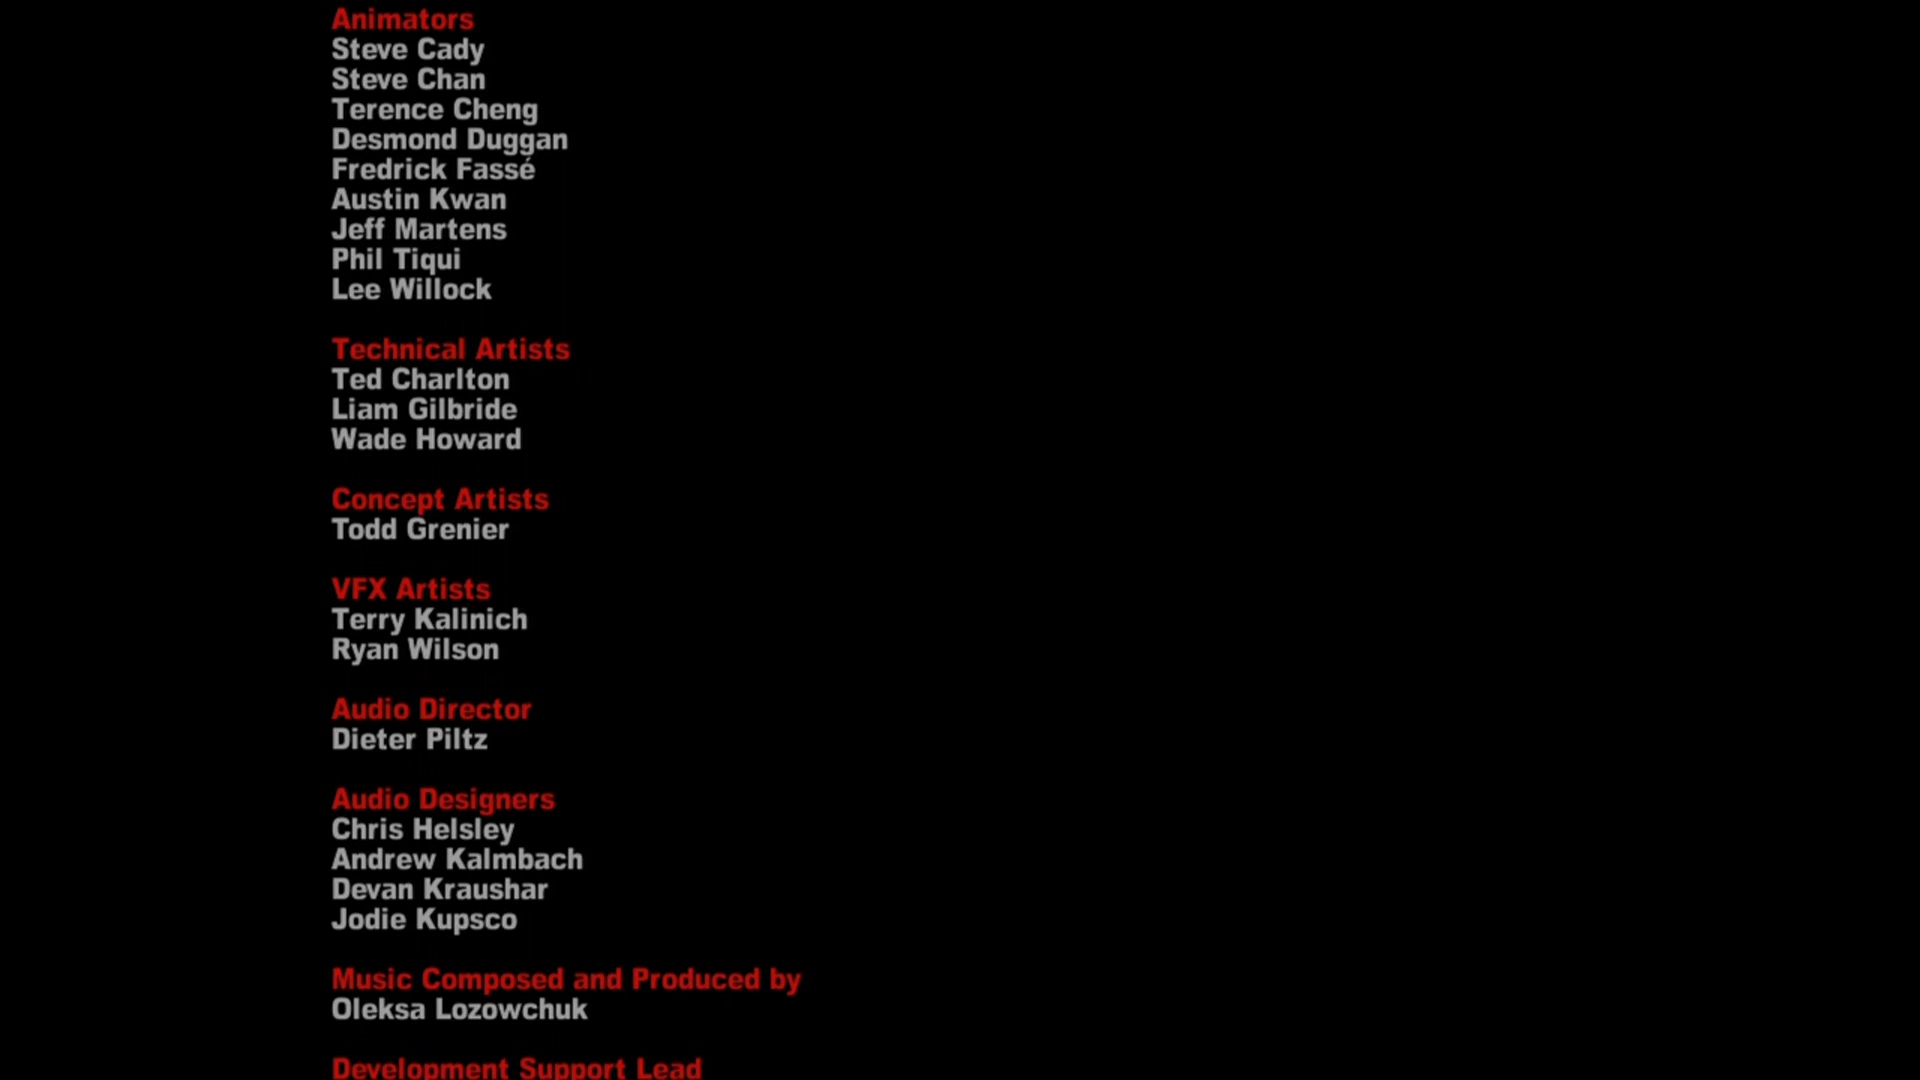 Animators
Steve Cady
Steve Chan
Terence Cheng
Desmond Duggan
Fredrick Fassé
Austin Kwan
Jeff Martens
Phil Tiqui
Lee Willock
Technical Artists
Ted Charlton
Liam Gilbride
Wade Howard
Concept Artists
Todd Grenier
VFX Artists
Terry Kalinich
Ryan Wilson
Audio Director
Dieter Piltz
Audio Designers
Chris Helsley
Andrew Kalmbach
Devan Kraushar
Jodie Kupsco
Music Composed and Produced by
Oleksa Lozowchuk
Development Support Lead